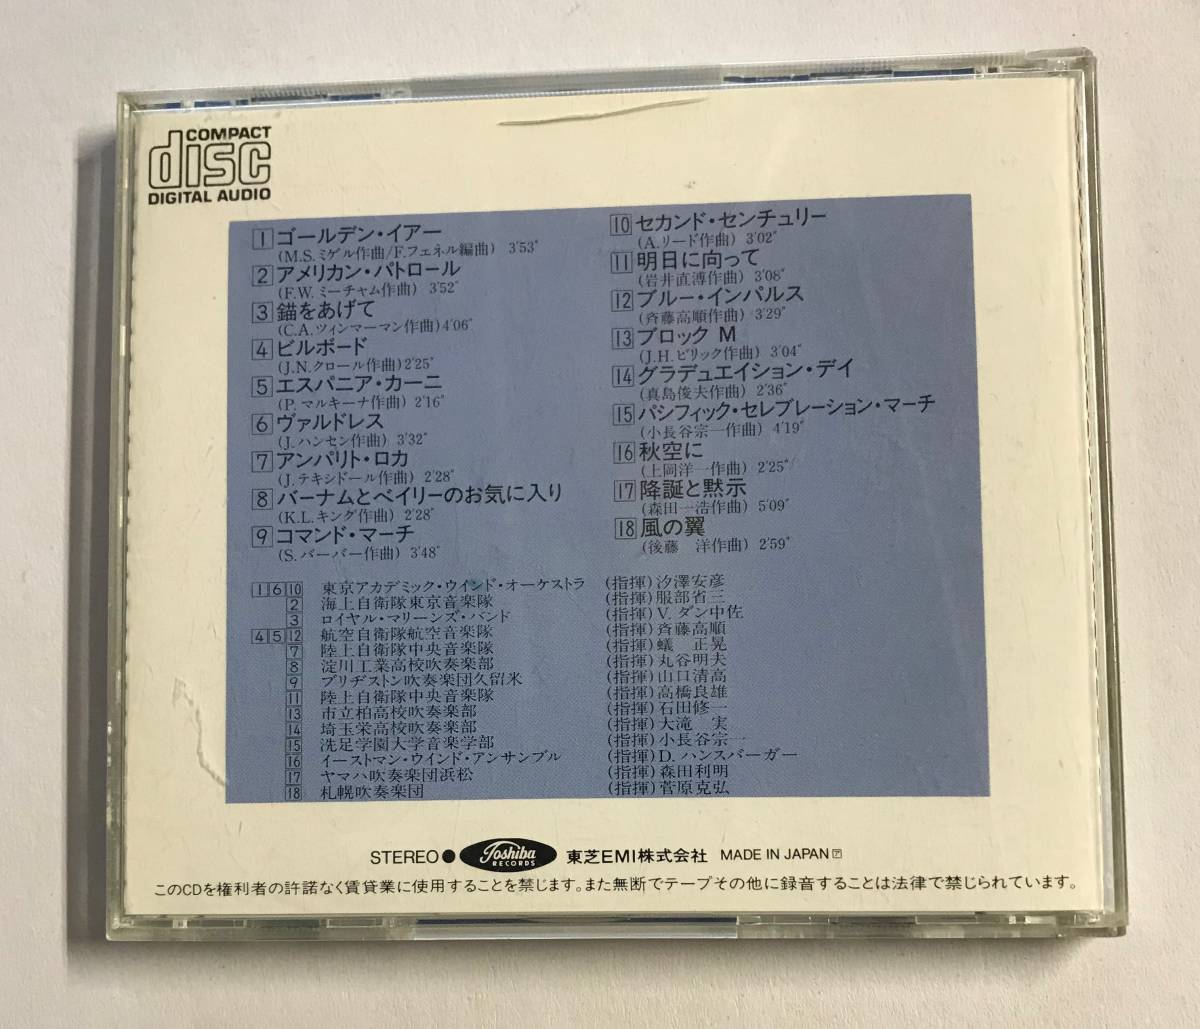 COMPACT
disc
DIGITAL AUDIO
1 ゴールデン・イアー
(M.S.ミゲル作曲/F.フェネル編曲) 3'53"
2 アメリカン・パトロール
(F.W.ミーチャム作曲) 3'52"
3 錨をあげて
(C.A.ツィンマーマン作曲)4'06"
4 ビルボード
(J.N.クロール作曲)2'25"
5 エスパニア・カーニ
(P.マルキーナ作曲) 2'16"
6 ヴァルドレス
(J.ハンセン作曲) 3'32"
7 アンパリト・ロカ
(J.テキシドール作曲) 2'28"
8 バーナムとベイリーのお気に入り
(K.L.キング作曲) 2'28"
9 コマンド・マーチ
(S.バーバー作曲) 3'48"
10 セカンド・センチュリー
(A.リード作曲) 3'02"
11 明日に向って
(岩井直溥作曲) 3'08"
12 ブルー・インパルス
(斉藤高順作曲) 3'29"
13 ブロック M
(J.H.ビリック作曲) 3'04"
14 グラデュエイション・デイ
(真島俊夫作曲) 2'36"
15 パシフィック・セレブレーション・マーチ
(小長谷宗一作曲) 4'19"
16 秋空に
(上岡洋一作曲) 2'25"
17 降誕と黙示
(森田一浩作曲) 5'09"
18 風の翼
(後藤 洋作曲) 2'59"
1 6 10 東京アカデミック・ウインド・オーケストラ (指揮)汐澤安彦
2 海上自衛隊東京音楽隊 (指揮)服部省三
3 ロイヤル・マリーンズ・バンド (指揮)V.ダン中佐
4 5 12 航空自衛隊航空音楽隊 (指揮)斉藤高順
7 陸上自衛隊中央音楽隊 (指揮)蟻 正晃
8 淀川工業高校吹奏楽部 (指揮)丸谷明夫
9 ブリヂストン吹奏楽団久留米 (指揮)山口清高
11 陸上自衛隊中央音楽隊 (指揮)高橋良雄
13 市立柏高校吹奏楽部 (指揮)石田修一
14 埼玉栄高校吹奏楽部 (指揮)大滝 実
15 洗足学園大学音楽学部 (指揮)小長谷宗一
16 イーストマン・ウインド・アンサンブル (指揮)D.ハンスバーガー
17 ヤマハ吹奏楽団浜松 (指揮)森田利明
18 札幌吹奏楽団 (指揮)菅原克弘
STEREO● Toshiba RECORDS 東芝EMI株式会社 MADE IN JAPAN ア
このCDを権利者の許諾なく賃貸業に使用することを禁じます。また無断でテープその他に録音することは法律で禁じられています。